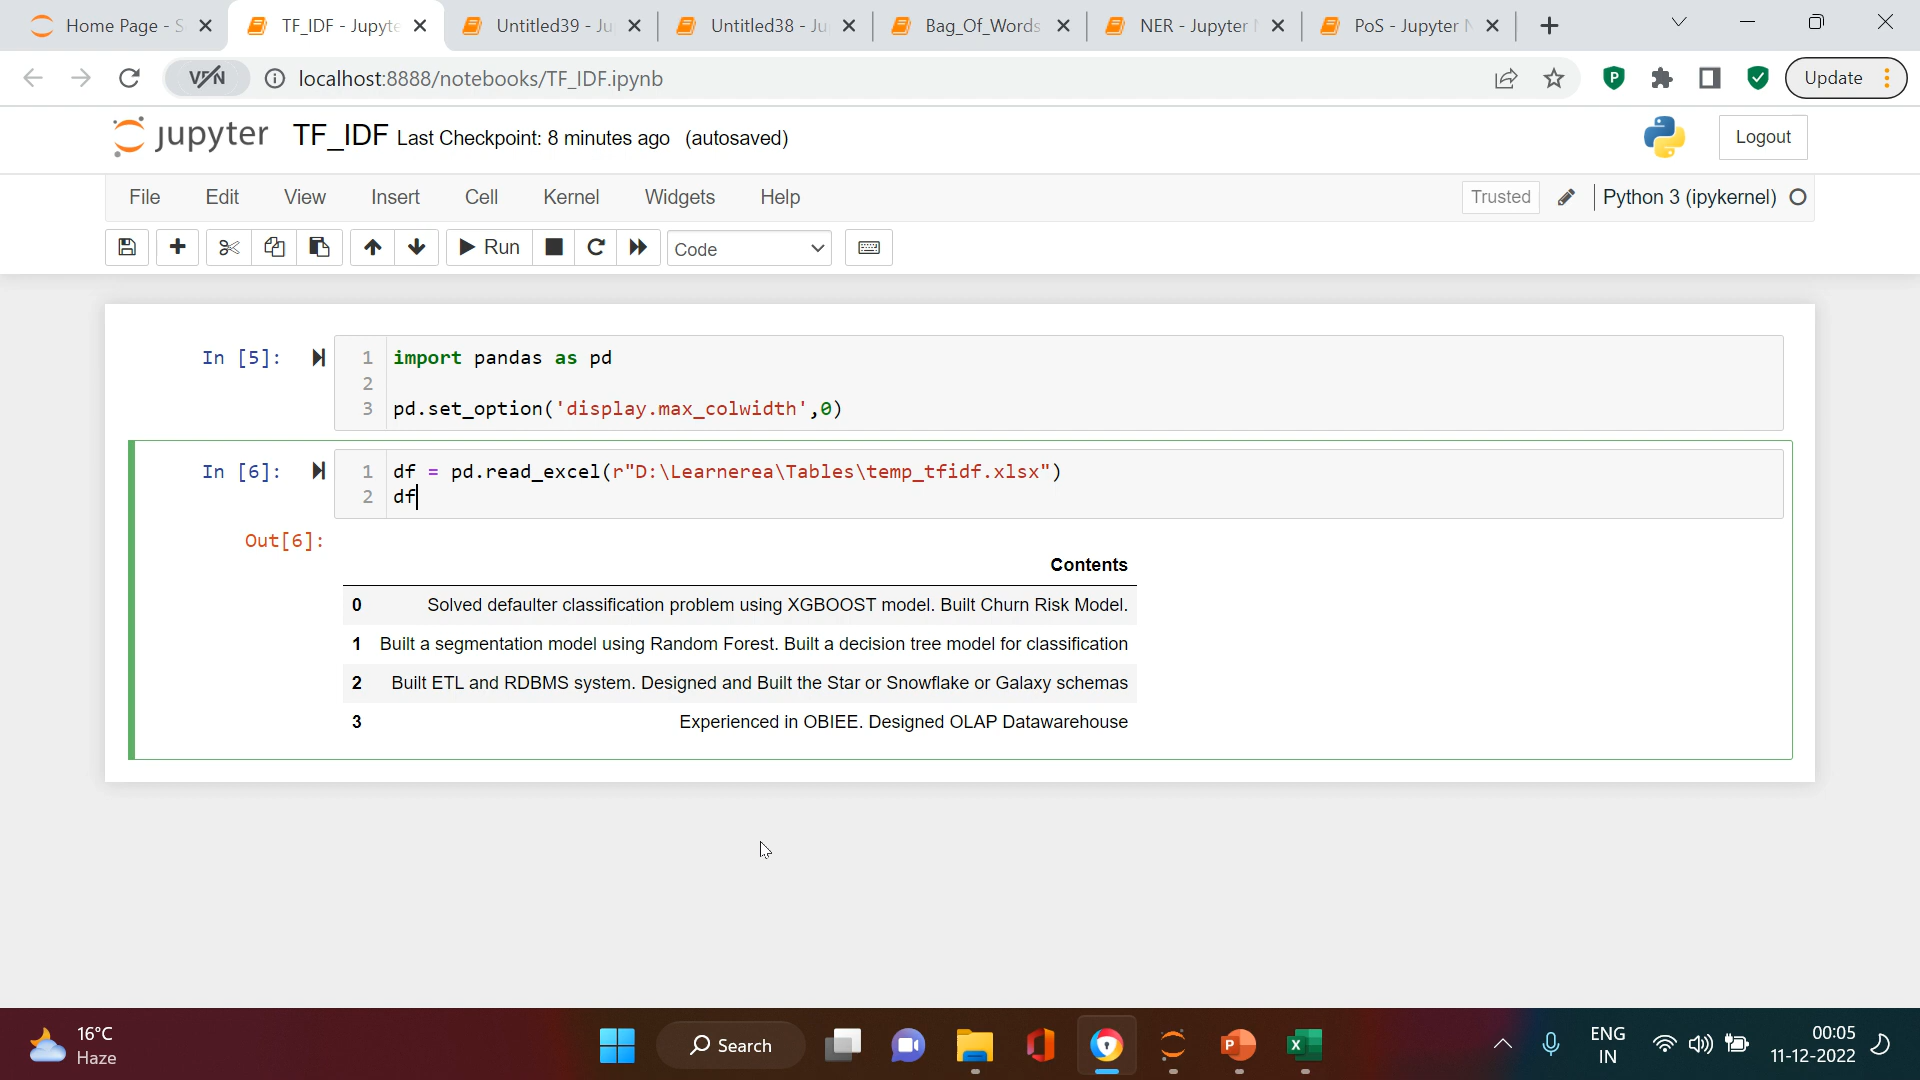 Home Page - S
TF_IDF - Jupyte
Untitled39 - Ju
Untitled38 - Ju
Bag_Of_Words
NER - Jupyter
PoS - Jupyter N
VPN
localhost:8888/notebooks/TF_IDF.ipynb
Update
jupyter TF_IDF Last Checkpoint: 8 minutes ago (autosaved)
Logout
File Edit View Insert Cell Kernel Widgets Help
Trusted
Python 3 (ipykernel)
Run
Code
In [5]:
1 import pandas as pd
2
3 pd.set_option('display.max_colwidth',0)
In [6]:
1 df = pd.read_excel(r"D:\Learnerea\Tables\temp_tfidf.xlsx")
2 df
Out[6]:
Contents
0 Solved defaulter classification problem using XGBOOST model. Built Churn Risk Model.
1 Built a segmentation model using Random Forest. Built a decision tree model for classification
2 Built ETL and RDBMS system. Designed and Built the Star or Snowflake or Galaxy schemas
3 Experienced in OBIEE. Designed OLAP Datawarehouse
16°C
Haze
Search
ENG
IN
00:05
11-12-2022